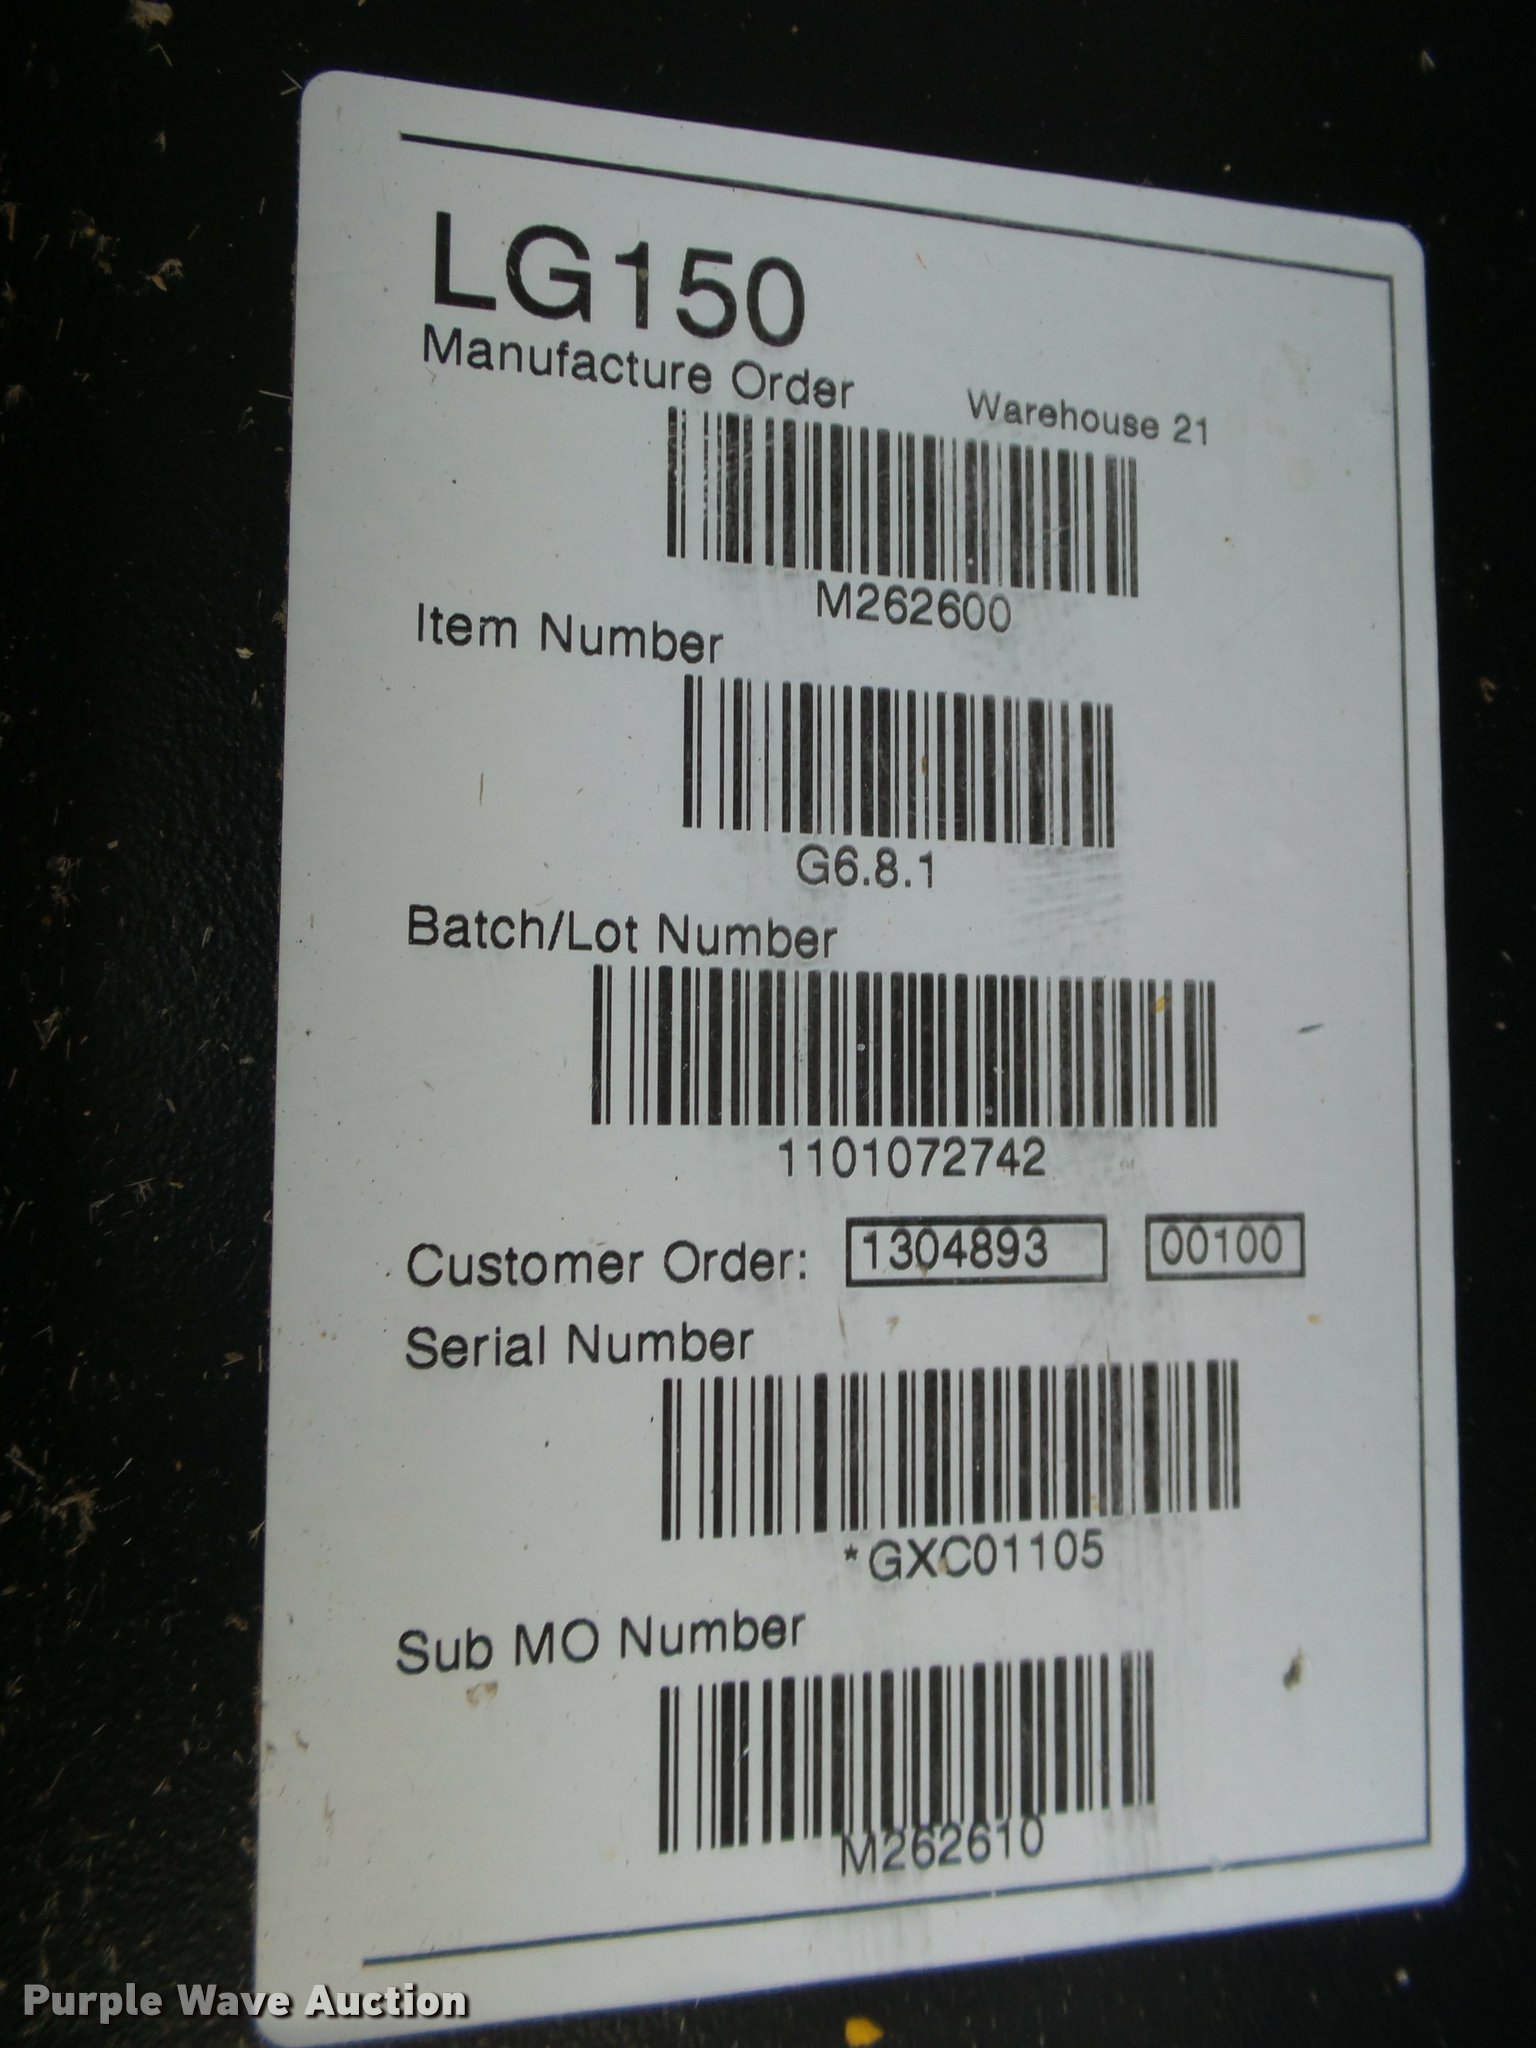 LG150
Manufacture Order
Warehouse 21
M262600
Item Number
G6.8.1
Batch/Lot Number
1101072742
Customer Order: 1304893 00100
Serial Number
*GXC01105
Sub MO Number
M262610
Purple Wave Auction